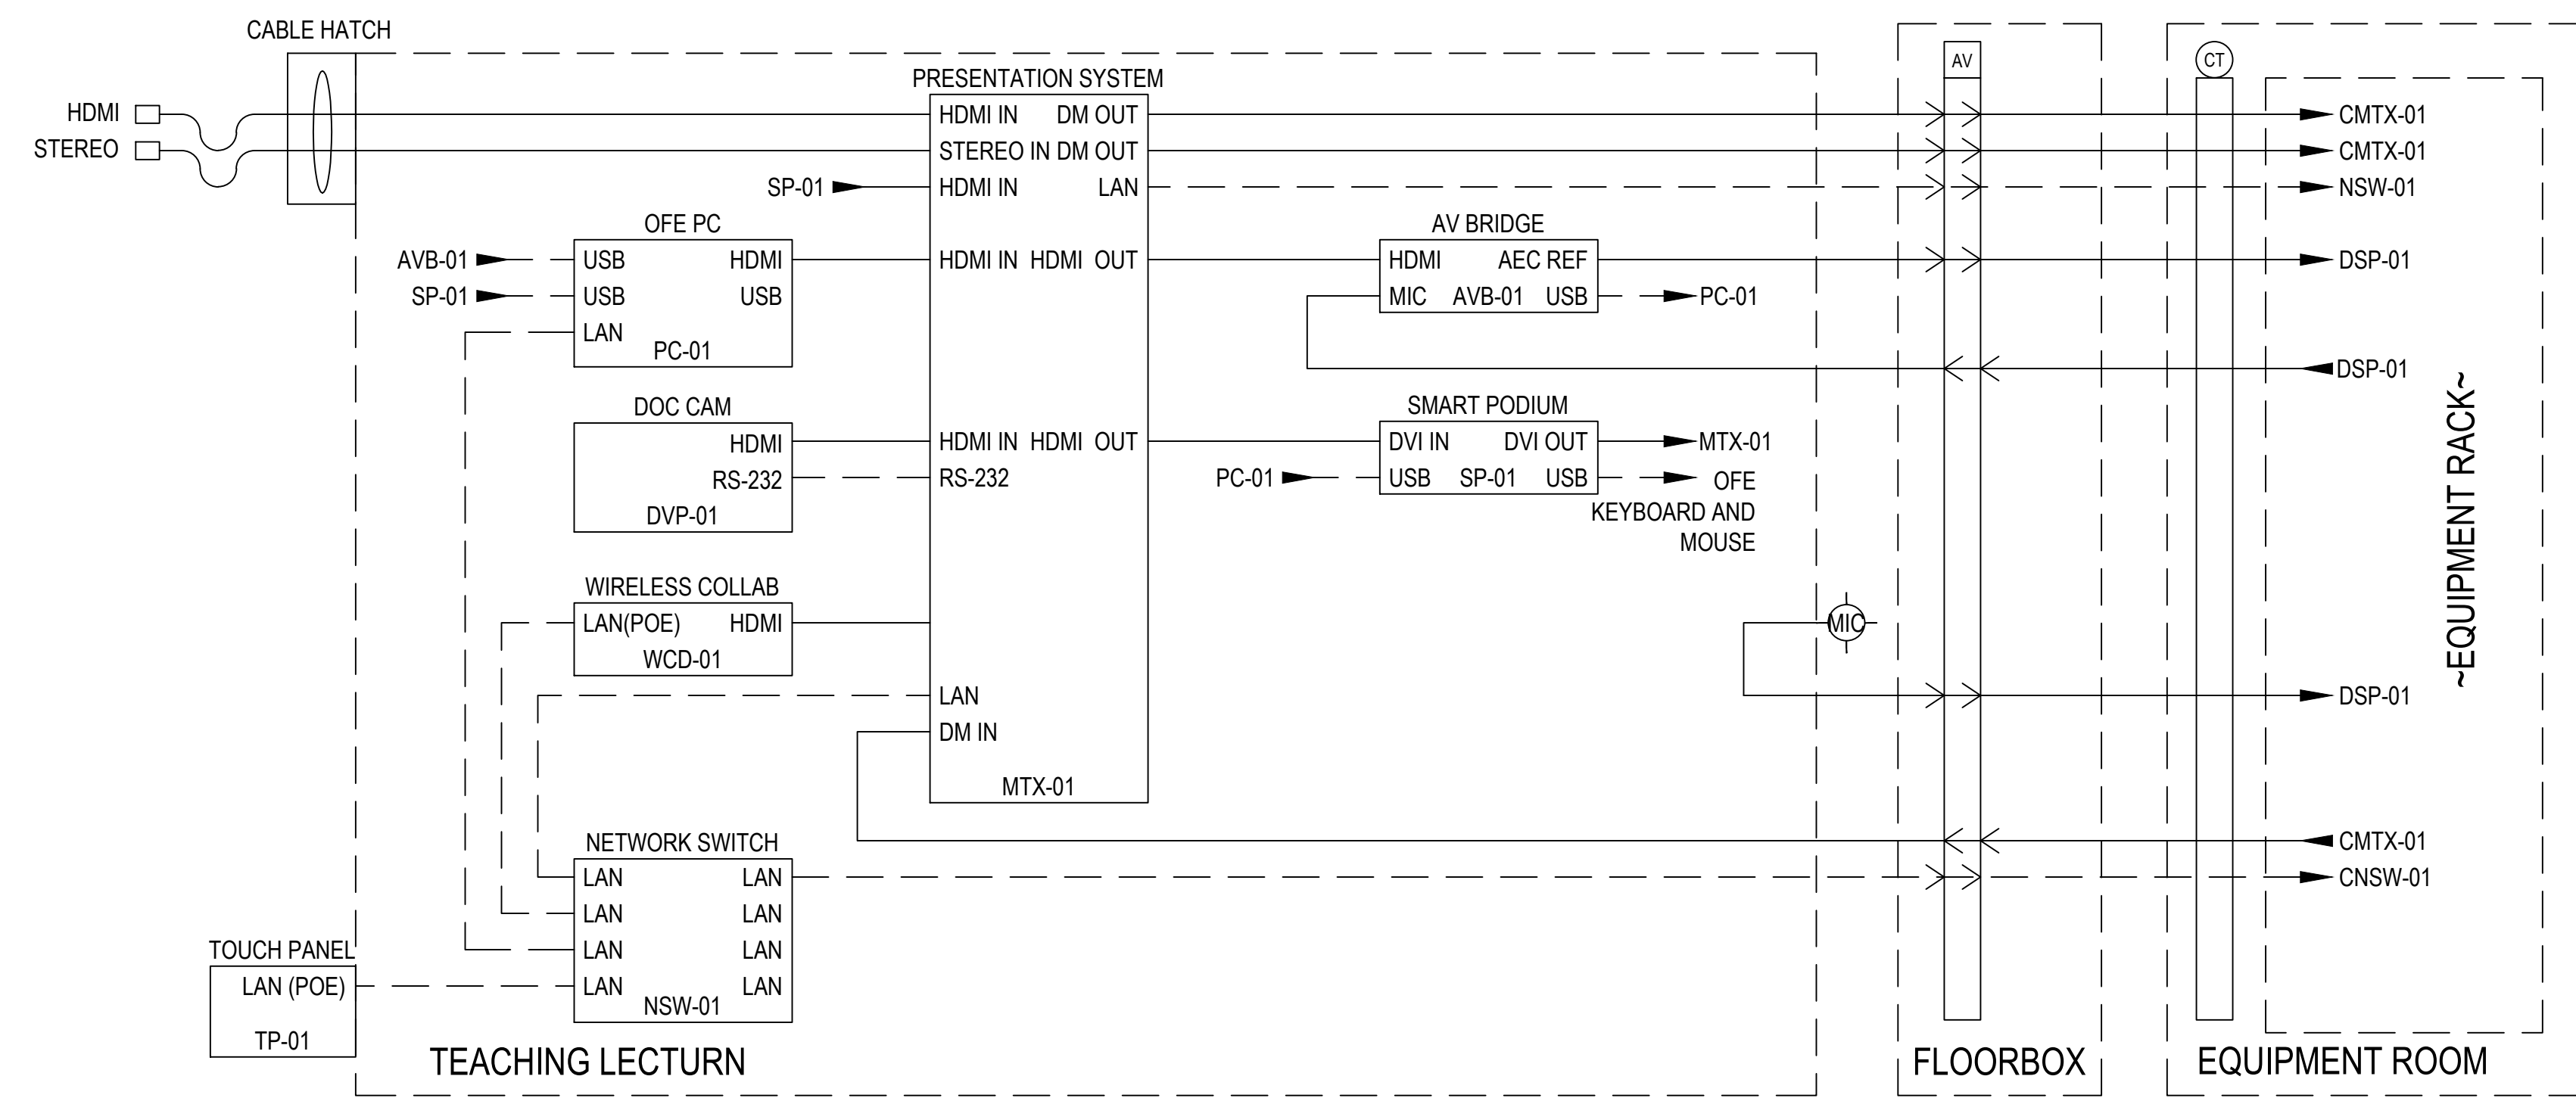 CABLE HATCH
HDMI
STEREO
PRESENTATION SYSTEM
HDMI IN DM OUT
STEREO IN DM OUT
SP-01 HDMI IN LAN
HDMI IN HDMI OUT
HDMI IN HDMI OUT
RS-232
LAN
DM IN
MTX-01
OFE PC
AVB-01 USB HDMI
SP-01 USB USB
LAN
PC-01
DOC CAM
HDMI
RS-232
DVP-01
WIRELESS COLLAB
LAN(POE) HDMI
WCD-01
NETWORK SWITCH
LAN LAN
LAN LAN
LAN LAN
LAN LAN
NSW-01
TOUCH PANEL
LAN (POE)
TP-01
AV BRIDGE
HDMI AEC REF
MIC AVB-01 USB PC-01
SMART PODIUM
DVI IN DVI OUT MTX-01
PC-01 USB SP-01 USB OFE
KEYBOARD AND
MOUSE
MIC
TEACHING LECTURN
AV
FLOORBOX
CT
CMTX-01
CMTX-01
NSW-01
DSP-01
DSP-01
DSP-01
CMTX-01
CNSW-01
~EQUIPMENT RACK~
EQUIPMENT ROOM